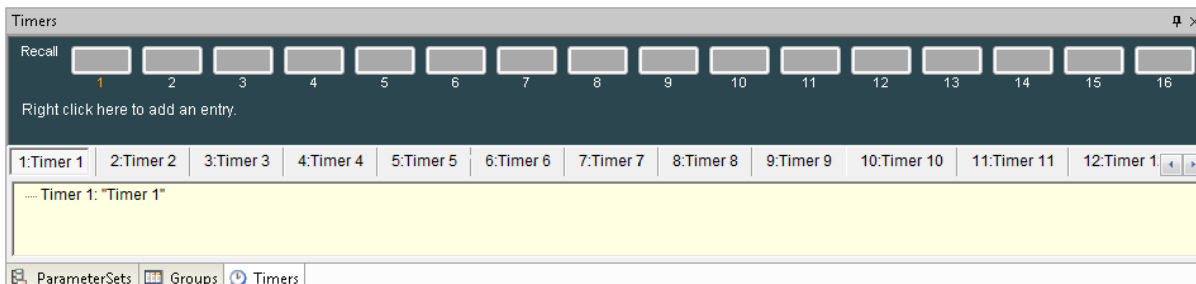 Timers
Recall
1 2 3 4 5 6 7 8 9 10 11 12 13 14 15 16
Right click here to add an entry.
1:Timer 1 2:Timer 2 3:Timer 3 4:Timer 4 5:Timer 5 6:Timer 6 7:Timer 7 8:Timer 8 9:Timer 9 10:Timer 10 11:Timer 11 12:Timer 1
Timer 1: "Timer 1"
ParameterSets Groups Timers